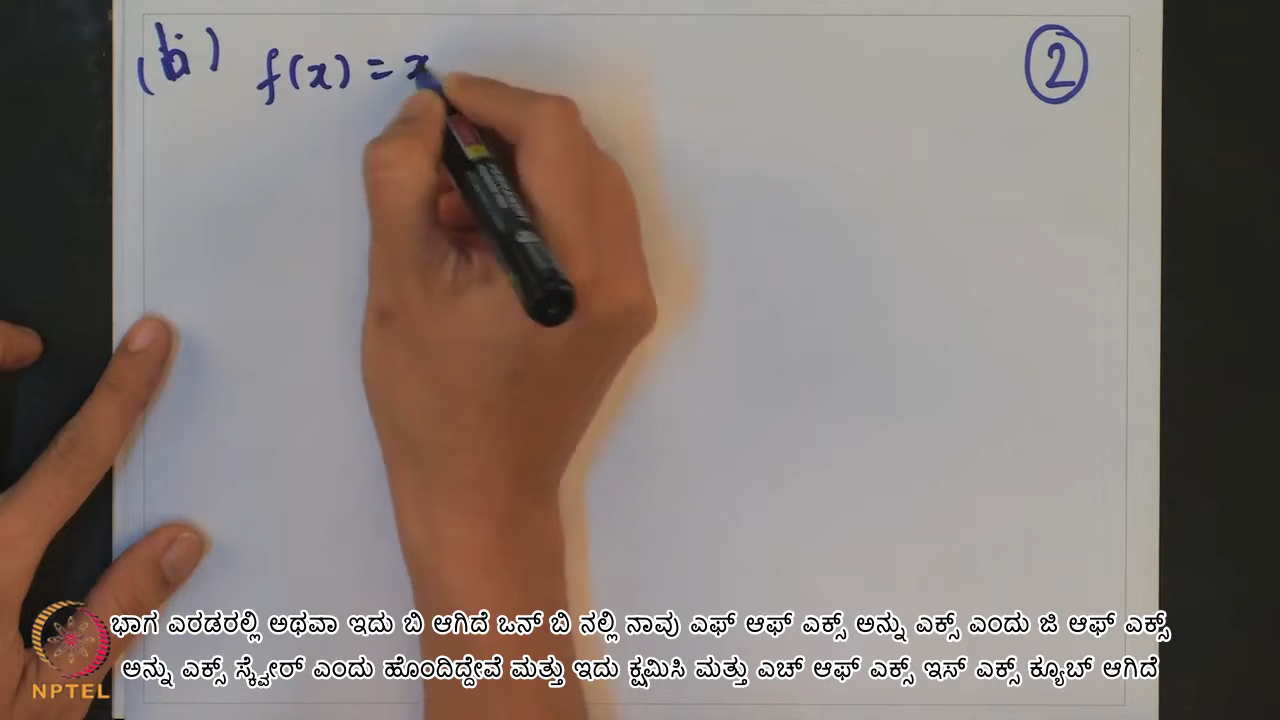 (b) f(x) = x
2
ಭಾಗ ಎರಡರಲ್ಲಿ ಅಥವಾ ಇದು ಬಿ ಆಗಿದೆ ಒನ್ ಬಿ ನಲ್ಲಿ ನಾವು ಎಫ್ ಆಫ್ ಎಕ್ಸ್ ಅನ್ನು ಎಕ್ಸ್ ಎಂದು ಜಿ ಆಫ್ ಎಕ್ಸ್
ಅನ್ನು ಎಕ್ಸ್ ಸ್ಕ್ವೇರ್ ಎಂದು ಹೊಂದಿದ್ದೇವೆ ಮತ್ತು ಇದು ಕ್ಷಮಿಸಿ ಮತ್ತು ಎಚ್ ಆಫ್ ಎಕ್ಸ್ ಇಸ್ ಎಕ್ಸ್ ಕ್ಯೂಬ್ ಆಗಿದೆ
NPTEL